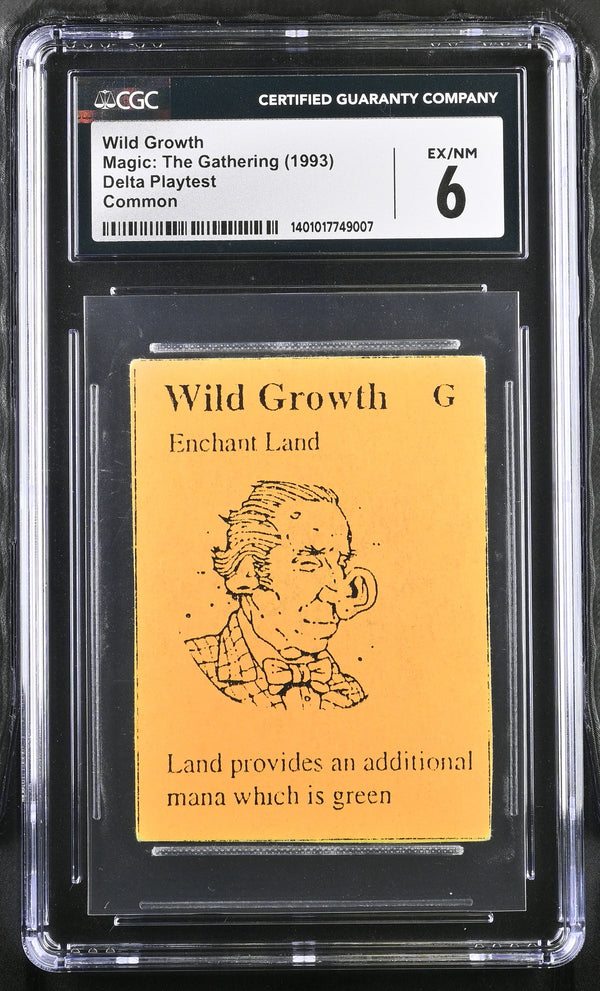 CGC
CERTIFIED GUARANTY COMPANY
Wild Growth
Magic: The Gathering (1993)
Delta Playtest
Common
1401017749007
EX/NM
6
Wild Growth G
Enchant Land
Land provides an additional
mana which is green